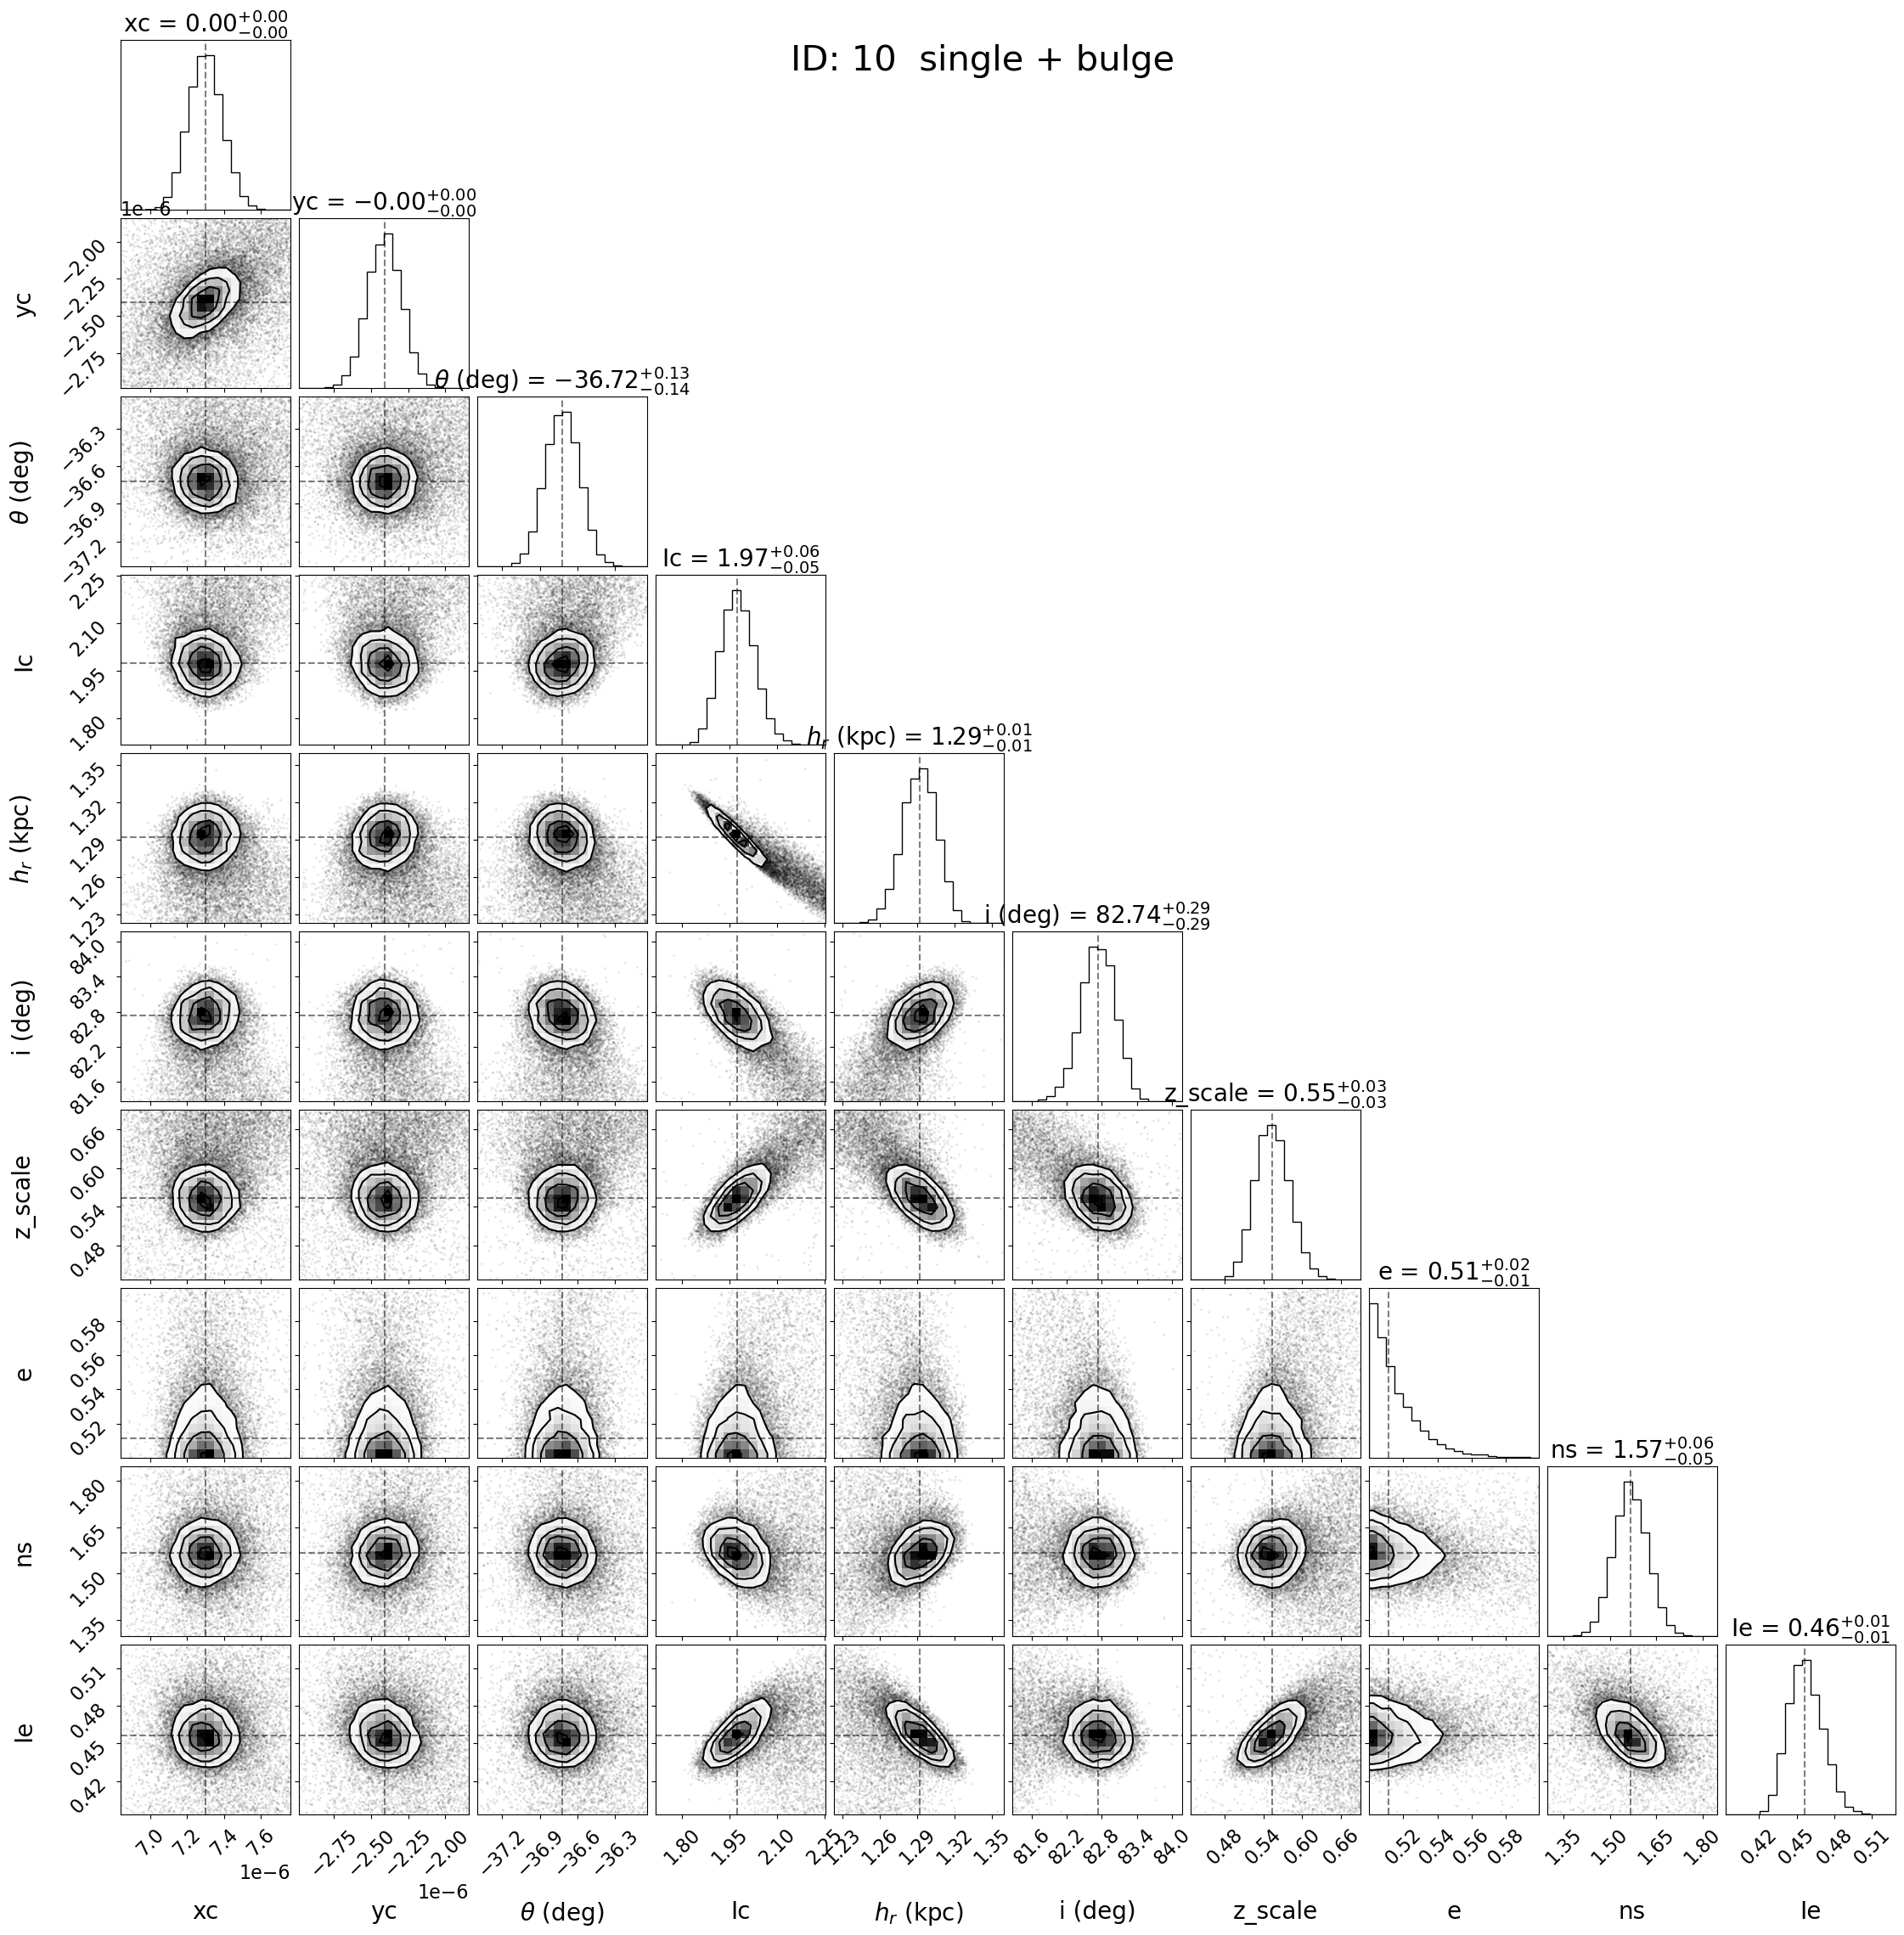 xc = 0.00+0.00−0.00
ID: 10  single + bulge
1e−6
yc = −0.00+0.00−0.00
yc
−2.00
−2.25
−2.50
−2.75
θ (deg) = −36.72+0.13−0.14
θ (deg)
−36.3
−36.6
−36.9
−37.2
Ic = 1.97+0.06−0.05
Ic
2.25
2.10
1.95
1.80
hr (kpc) = 1.29+0.01−0.01
hr (kpc)
1.35
1.32
1.29
1.26
1.23
i (deg) = 82.74+0.29−0.29
i (deg)
84.0
83.4
82.8
82.2
81.6
z_scale = 0.55+0.03−0.03
z_scale
0.66
0.60
0.54
0.48
e = 0.51+0.02−0.01
e
0.58
0.56
0.54
0.52
ns = 1.57+0.06−0.05
ns
1.80
1.65
1.50
1.35
Ie = 0.46+0.01−0.01
Ie
0.51
0.48
0.45
0.42
7.0 7.2 7.4 7.6
−2.75 −2.50 −2.25 −2.00
−37.2 −36.9 −36.6 −36.3
1.80 1.95 2.10 2.25
1.23 1.26 1.29 1.32 1.35
81.6 82.2 82.8 83.4 84.0
0.48 0.54 0.60 0.66
0.52 0.54 0.56 0.58
1.35 1.50 1.65 1.80
0.42 0.45 0.48 0.51
1e−6
1e−6
xc
yc
θ (deg)
Ic
hr (kpc)
i (deg)
z_scale
e
ns
Ie